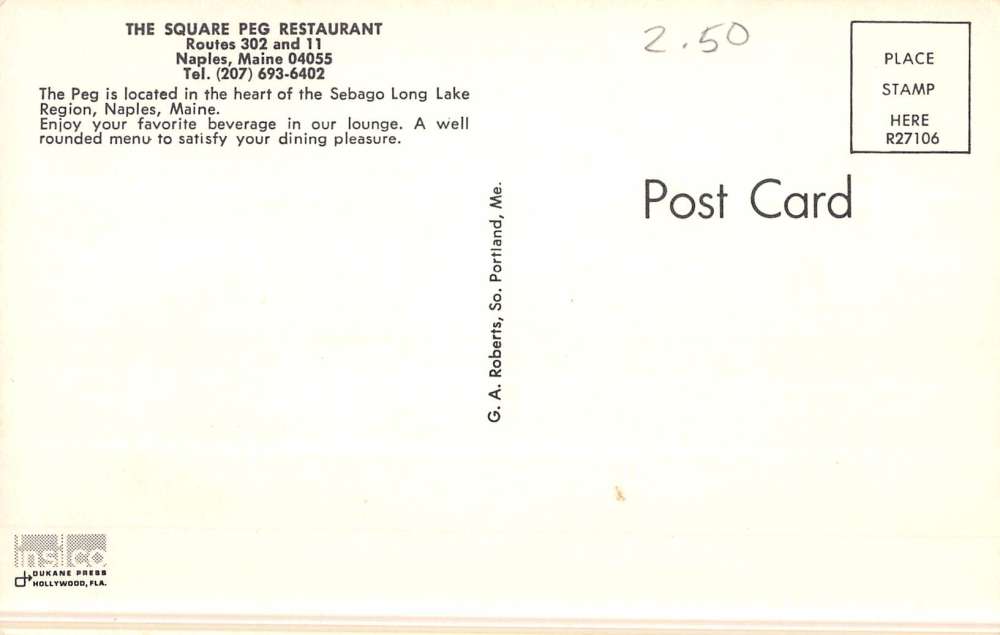 THE SQUARE PEG RESTAURANT
Routes 302 and 11
Naples, Maine 04055
Tel. (207) 693-6402
The Peg is located in the heart of the Sebago Long Lake
Region, Naples, Maine.
Enjoy your favorite beverage in our lounge. A well
rounded menu to satisfy your dining pleasure.
2.50
PLACE
STAMP
HERE
R27106
Post Card
G. A. Roberts, So. Portland, Me.
ins co
DUKANE PRESS
HOLLYWOOD, FLA.